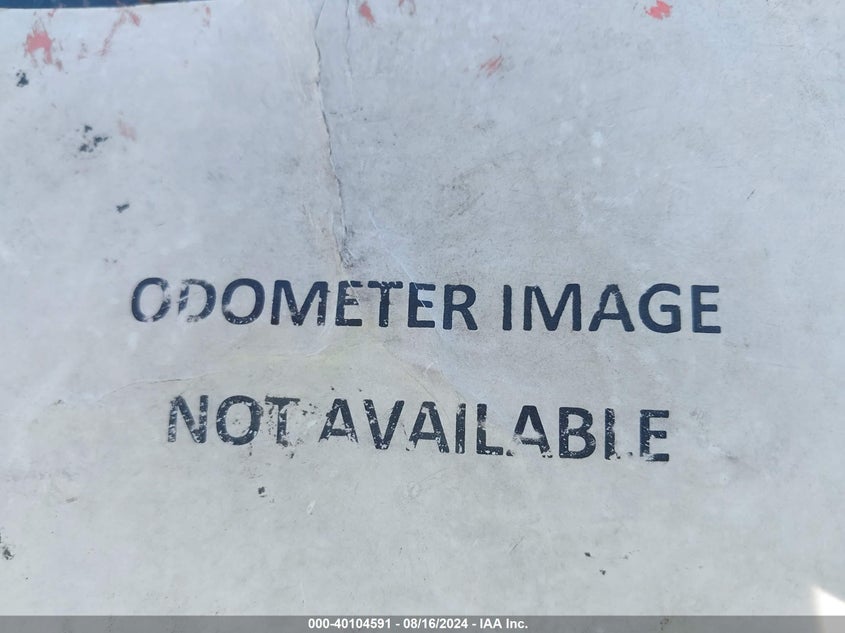 ODOMETER IMAGE
NOT AVAILABLE
000-40104591 - 08/16/2024 - IAA Inc.